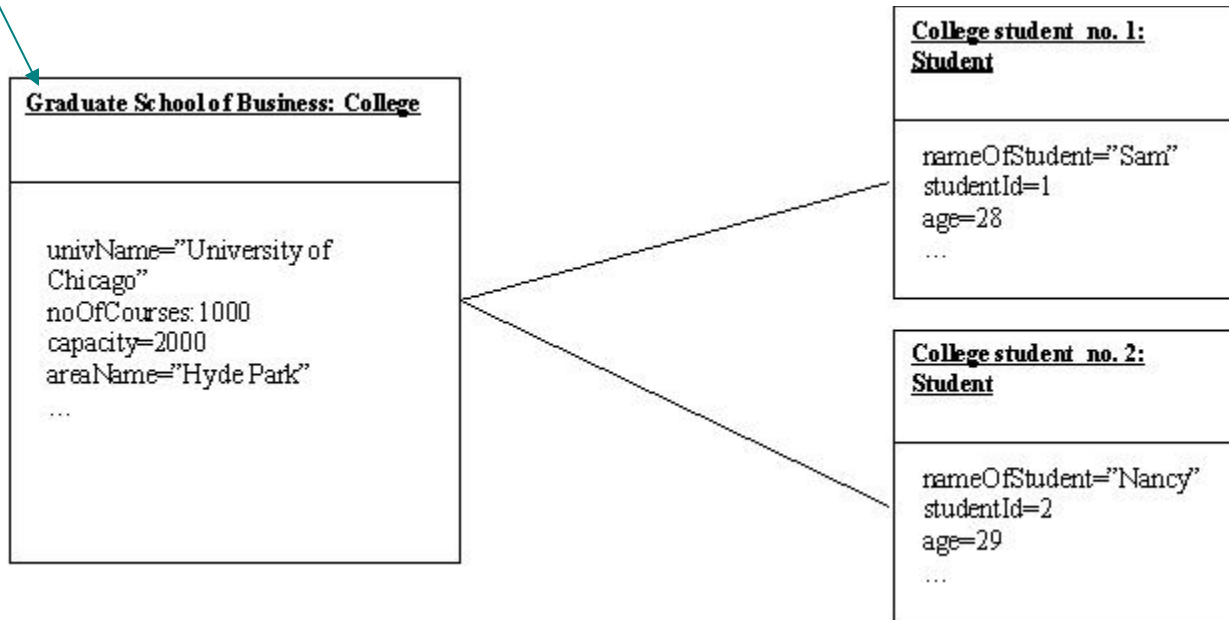 Graduate School of Business: College
univName=”University of
Chicago”
noOfCourses:1000
capacity=2000
areaName=”Hyde Park”
...
College student no. 1:
Student
nameOfStudent=”Sam”
studentId=1
age=28
...
College student no. 2:
Student
nameOfStudent=”Nancy”
studentId=2
age=29
...